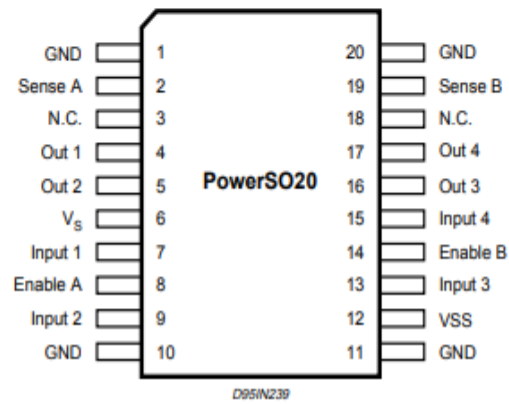 GND 1 20 GND
Sense A 2 19 Sense B
N.C. 3 18 N.C.
Out 1 4 17 Out 4
Out 2 5 PowerSO20 16 Out 3
VS 6 15 Input 4
Input 1 7 14 Enable B
Enable A 8 13 Input 3
Input 2 9 12 VSS
GND 10 11 GND
D95IN239